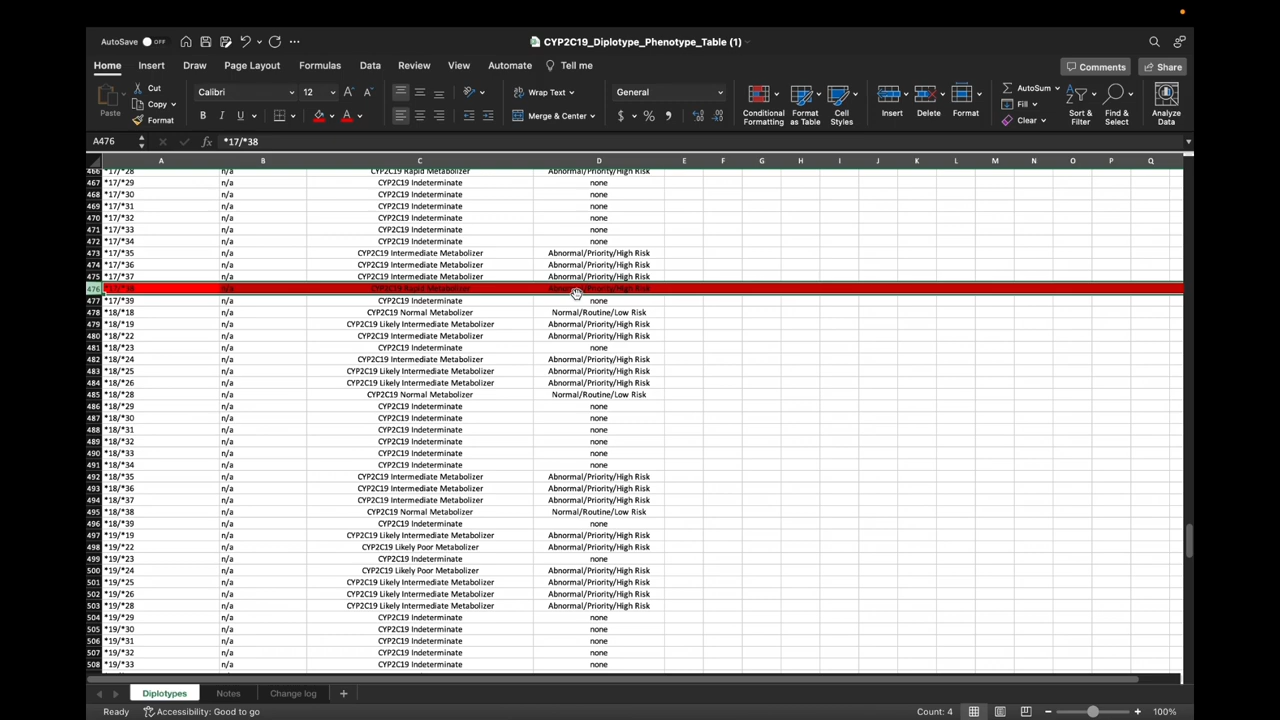 AutoSave OFF CYP2C19_Diplotype_Phenotype_Table (1)
Home Insert Draw Page Layout Formulas Data Review View Automate Tell me Comments Share
Paste Cut Copy Format Calibri 12 Wrap Text Merge & Center General Conditional Formatting Format as Table Cell Styles Insert Delete Format AutoSum Fill Clear Sort & Filter Find & Select Analyze Data
A476 fx *17/*38
A B C D E F G H I J K L M N O P Q
466 *17/*28 n/a CYP2C19 Rapid Metabolizer Abnormal/Priority/High Risk
467 *17/*29 n/a CYP2C19 Indeterminate none
468 *17/*30 n/a CYP2C19 Indeterminate none
469 *17/*31 n/a CYP2C19 Indeterminate none
470 *17/*32 n/a CYP2C19 Indeterminate none
471 *17/*33 n/a CYP2C19 Indeterminate none
472 *17/*34 n/a CYP2C19 Indeterminate none
473 *17/*35 n/a CYP2C19 Intermediate Metabolizer Abnormal/Priority/High Risk
474 *17/*36 n/a CYP2C19 Intermediate Metabolizer Abnormal/Priority/High Risk
475 *17/*37 n/a CYP2C19 Intermediate Metabolizer Abnormal/Priority/High Risk
476 *17/*38 n/a CYP2C19 Rapid Metabolizer Abnormal/Priority/High Risk
477 *17/*39 n/a CYP2C19 Indeterminate none
478 *18/*18 n/a CYP2C19 Normal Metabolizer Normal/Routine/Low Risk
479 *18/*19 n/a CYP2C19 Likely Intermediate Metabolizer Abnormal/Priority/High Risk
480 *18/*22 n/a CYP2C19 Intermediate Metabolizer Abnormal/Priority/High Risk
481 *18/*23 n/a CYP2C19 Indeterminate none
482 *18/*24 n/a CYP2C19 Intermediate Metabolizer Abnormal/Priority/High Risk
483 *18/*25 n/a CYP2C19 Likely Intermediate Metabolizer Abnormal/Priority/High Risk
484 *18/*26 n/a CYP2C19 Likely Intermediate Metabolizer Abnormal/Priority/High Risk
485 *18/*28 n/a CYP2C19 Normal Metabolizer Normal/Routine/Low Risk
486 *18/*29 n/a CYP2C19 Indeterminate none
487 *18/*30 n/a CYP2C19 Indeterminate none
488 *18/*31 n/a CYP2C19 Indeterminate none
489 *18/*32 n/a CYP2C19 Indeterminate none
490 *18/*33 n/a CYP2C19 Indeterminate none
491 *18/*34 n/a CYP2C19 Indeterminate none
492 *18/*35 n/a CYP2C19 Intermediate Metabolizer Abnormal/Priority/High Risk
493 *18/*36 n/a CYP2C19 Intermediate Metabolizer Abnormal/Priority/High Risk
494 *18/*37 n/a CYP2C19 Intermediate Metabolizer Abnormal/Priority/High Risk
495 *18/*38 n/a CYP2C19 Normal Metabolizer Normal/Routine/Low Risk
496 *18/*39 n/a CYP2C19 Indeterminate none
497 *19/*19 n/a CYP2C19 Likely Intermediate Metabolizer Abnormal/Priority/High Risk
498 *19/*22 n/a CYP2C19 Likely Poor Metabolizer Abnormal/Priority/High Risk
499 *19/*23 n/a CYP2C19 Indeterminate none
500 *19/*24 n/a CYP2C19 Likely Poor Metabolizer Abnormal/Priority/High Risk
501 *19/*25 n/a CYP2C19 Likely Intermediate Metabolizer Abnormal/Priority/High Risk
502 *19/*26 n/a CYP2C19 Likely Intermediate Metabolizer Abnormal/Priority/High Risk
503 *19/*28 n/a CYP2C19 Likely Intermediate Metabolizer Abnormal/Priority/High Risk
504 *19/*29 n/a CYP2C19 Indeterminate none
505 *19/*30 n/a CYP2C19 Indeterminate none
506 *19/*31 n/a CYP2C19 Indeterminate none
507 *19/*32 n/a CYP2C19 Indeterminate none
508 *19/*33 n/a CYP2C19 Indeterminate none
Diplotypes Notes Change log +
Ready Accessibility: Good to go Count: 4 100%